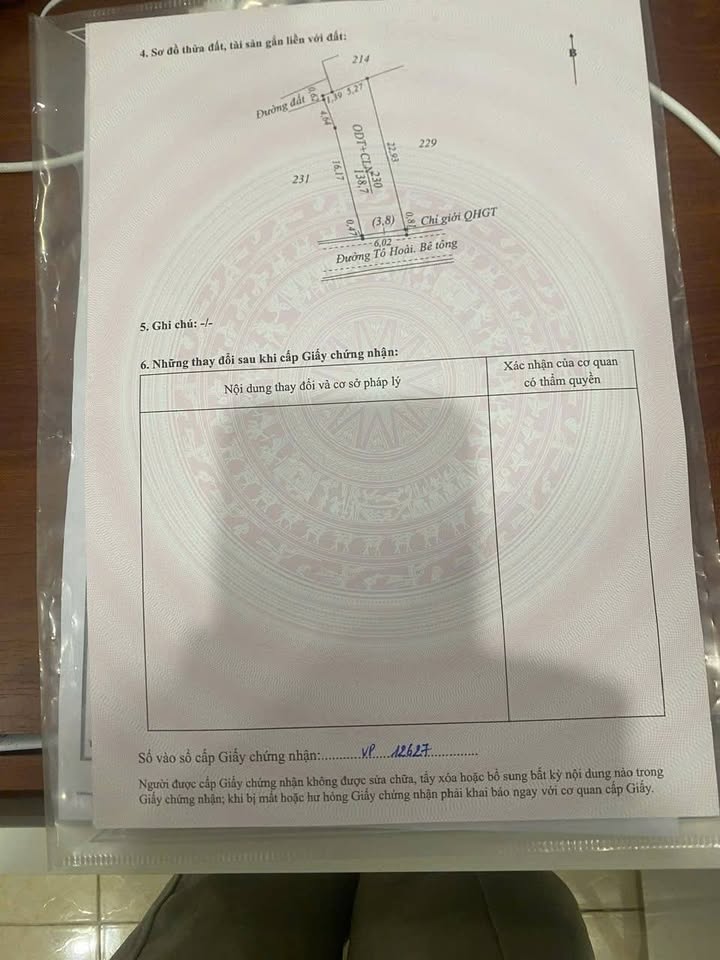 4. Sơ đồ thửa đất, tài sản gắn liền với đất:
B
214
Đường đất
0,62
1,39
5,27
4,64
ODT+CLN
230
138,7
22,93
229
231
16,17
0,47
(3,8)
0,81
Chỉ giới QHGT
6,02
Đường Tô Hoài. Bê tông
5. Ghi chú: -/-
6. Những thay đổi sau khi cấp Giấy chứng nhận:
Nội dung thay đổi và cơ sở pháp lý
Xác nhận của cơ quan
có thẩm quyền
Số vào sổ cấp Giấy chứng nhận:.......... VP 12627 ..........
Người được cấp Giấy chứng nhận không được sửa chữa, tẩy xóa hoặc bổ sung bất kỳ nội dung nào trong
Giấy chứng nhận; khi bị mất hoặc hư hỏng Giấy chứng nhận phải khai báo ngay với cơ quan cấp Giấy.